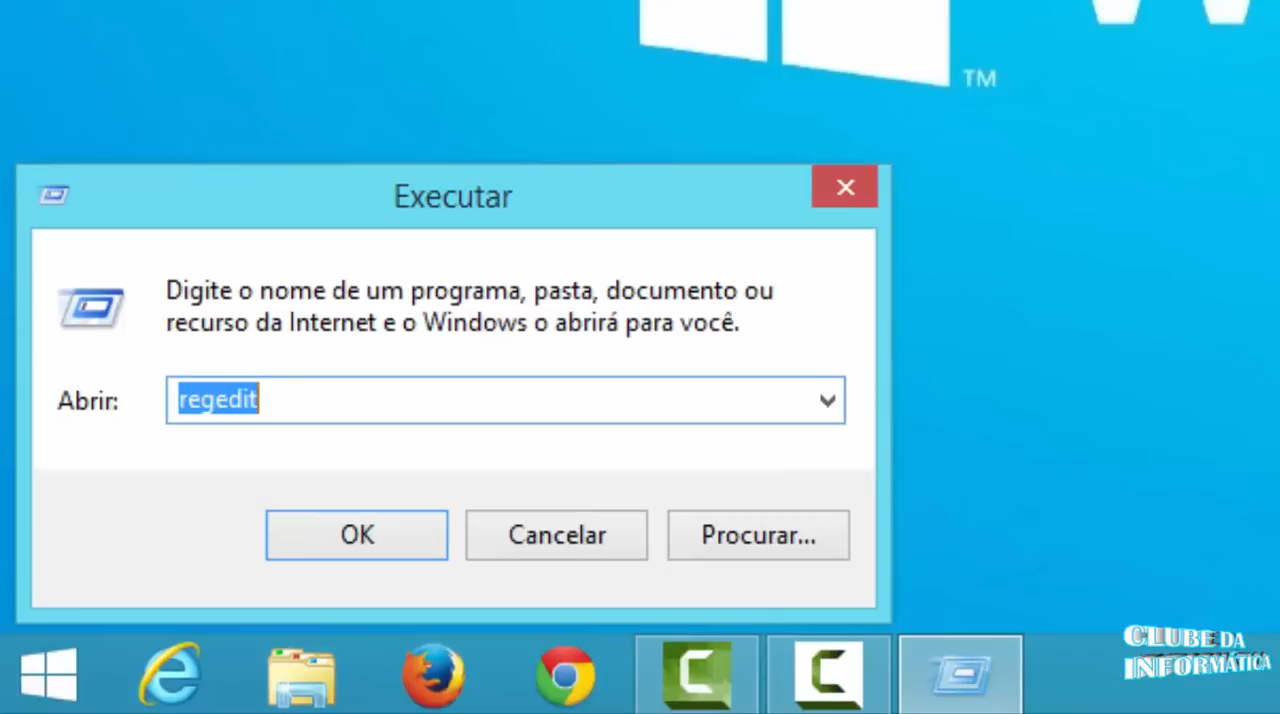 TM
Executar
Digite o nome de um programa, pasta, documento ou
recurso da Internet e o Windows o abrirá para você.
Abrir:
regedit
OK
Cancelar
Procurar...
CLUBE DA
INFORMÁTICA